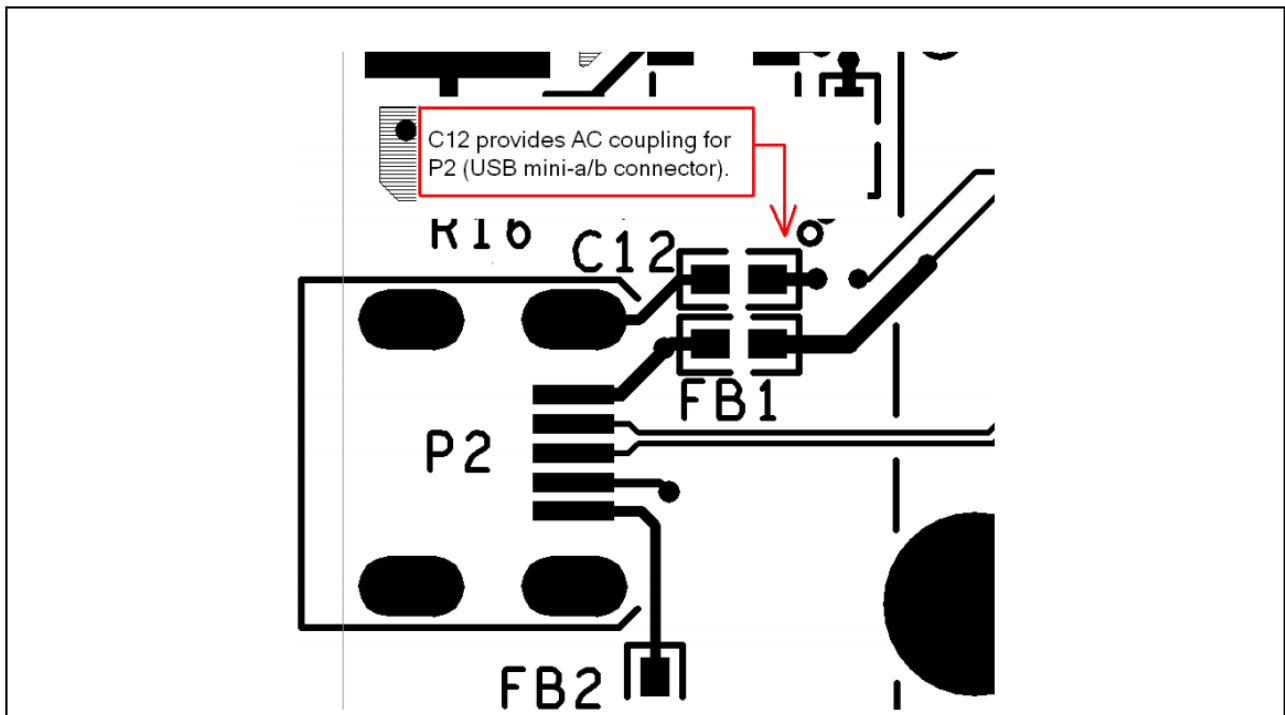 C12 provides AC coupling for
P2 (USB mini-a/b connector).
R16
C12
FB1
P2
FB2